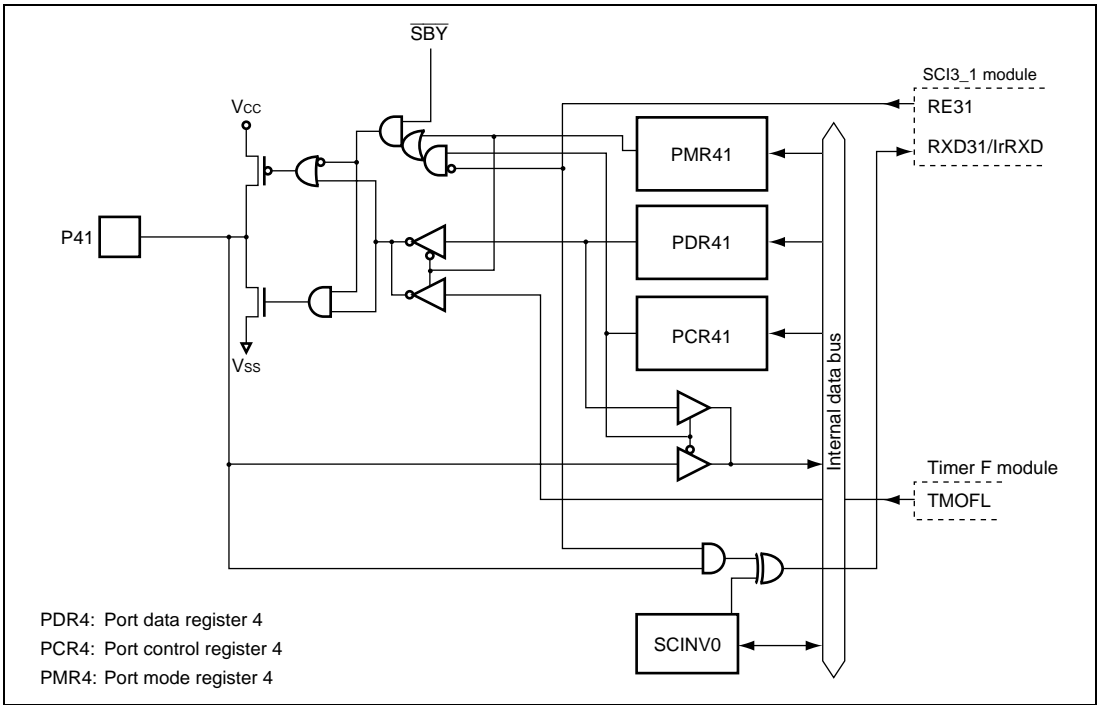 SBY
SCI3_1 module
VCC
RE31
PMR41
RXD31/IrRXD
P41
PDR41
PCR41
VSS
Internal data bus
Timer F module
TMOFL
SCINV0
PDR4: Port data register 4
PCR4: Port control register 4
PMR4: Port mode register 4